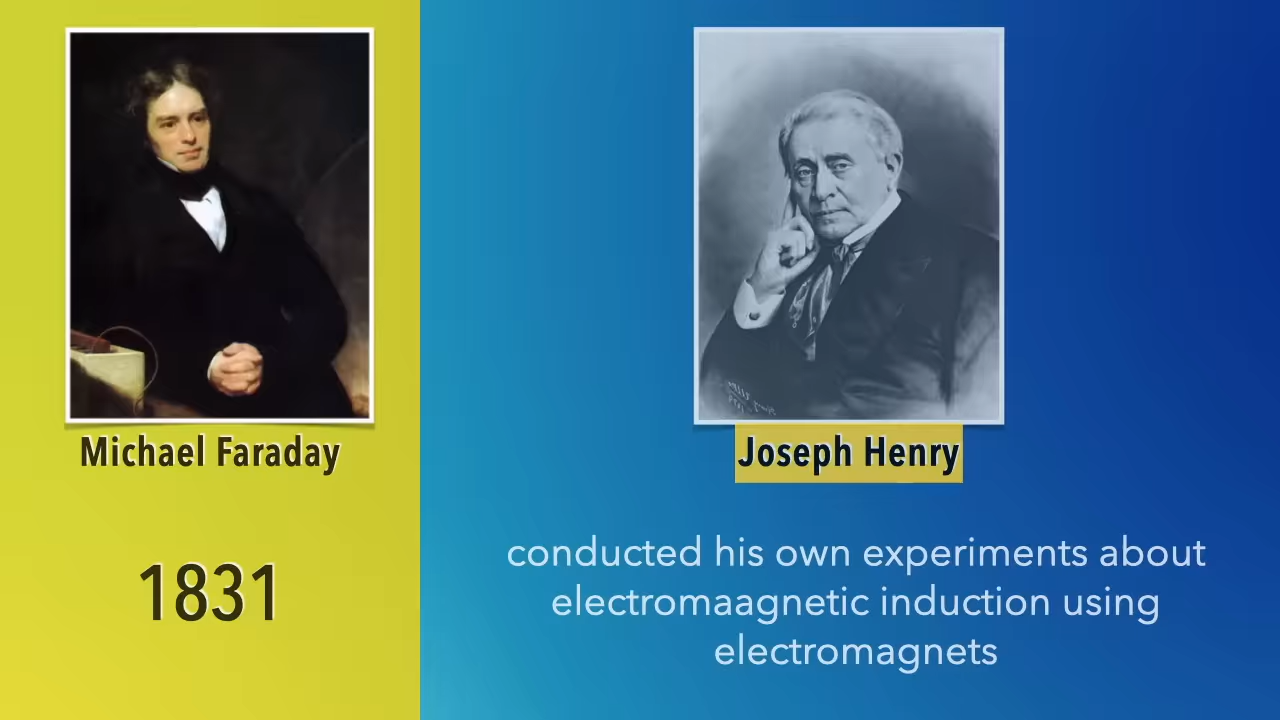 Michael Faraday
1831
Joseph Henry
conducted his own experiments about
electromaagnetic induction using
electromagnets